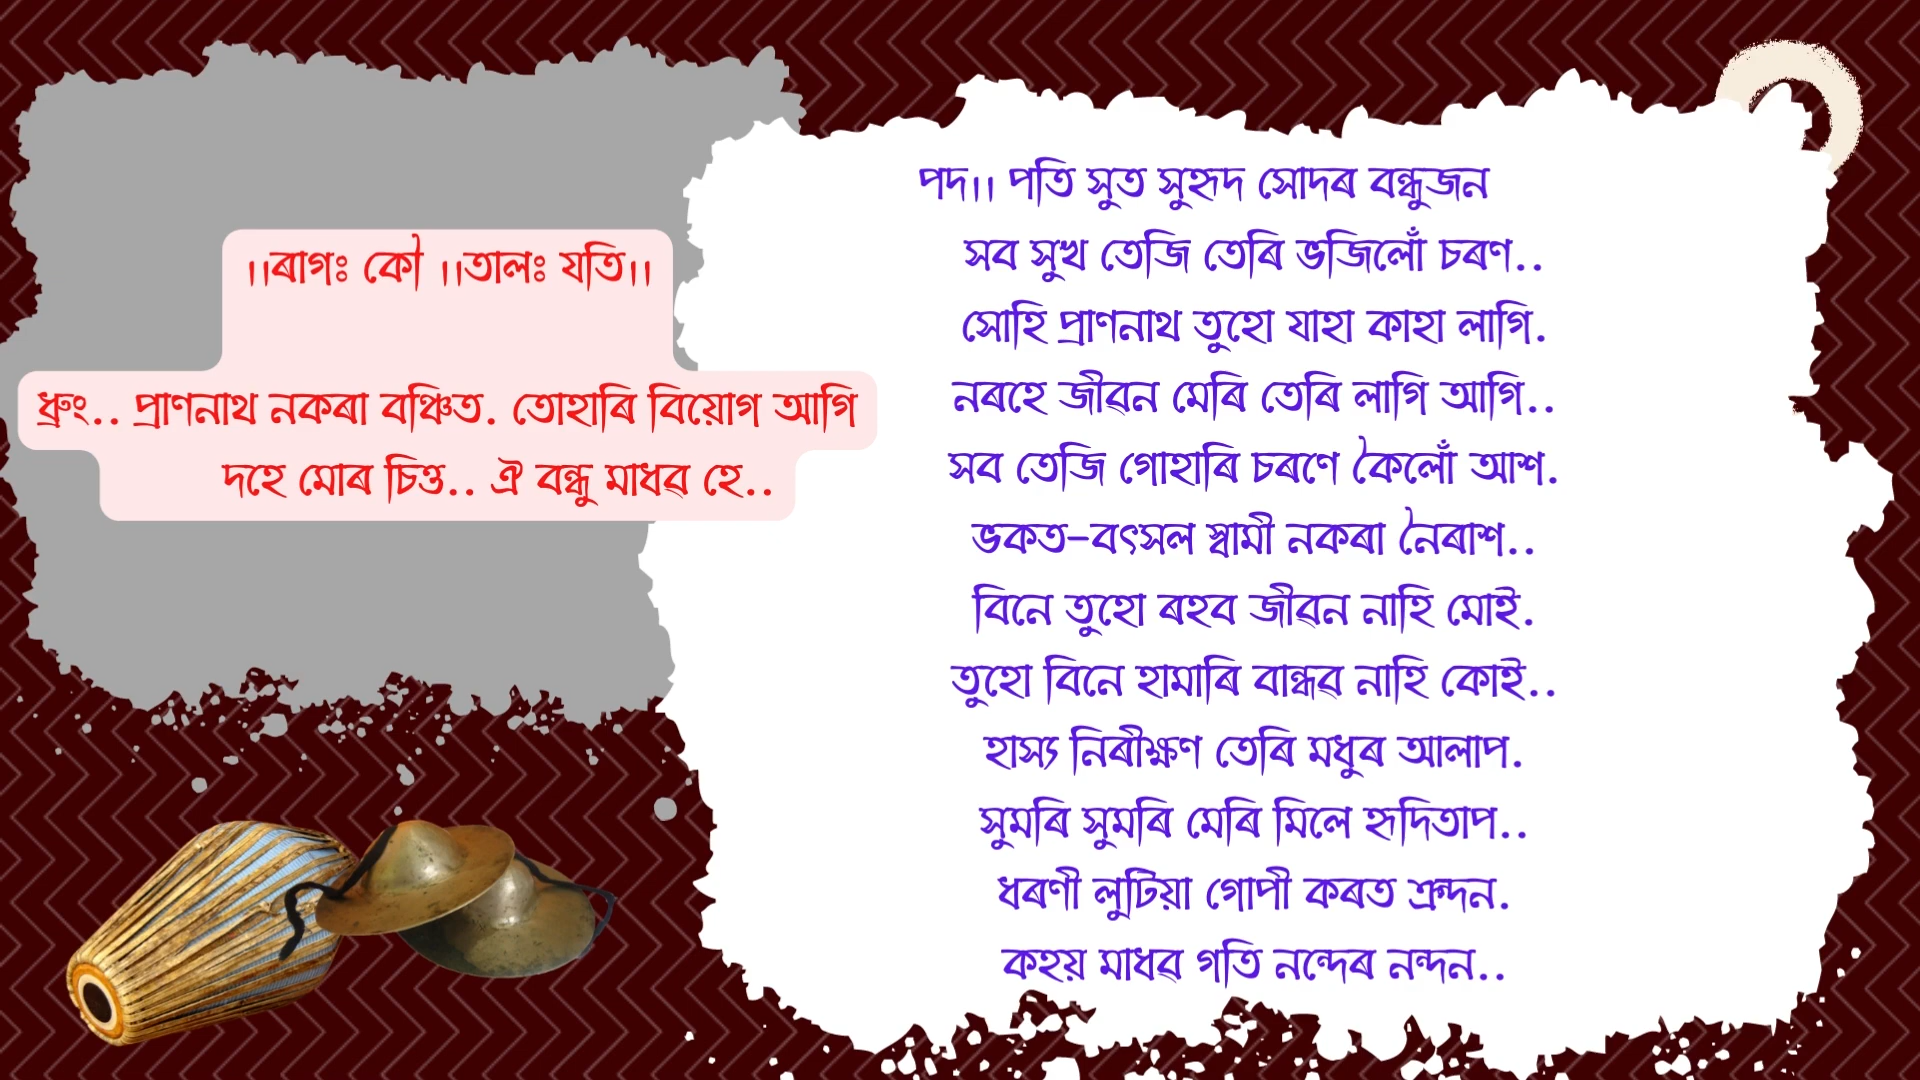 ।।ৰাগঃ কৌ ।।তালঃ যতি।।
ধ্ৰুং.. প্ৰাণনাথ নকৰা বঞ্চিত. তোহাৰি বিয়োগ আগি
দহে মোৰ চিত্ত.. ঐ বন্ধু মাধৱ হে..
পদ।। পতি সুত সুহৃদ সোদৰ বন্ধুজন
সব সুখ তেজি তেৰি ভজিলোঁ চৰণ..
সোহি প্ৰাণনাথ তুহো যাহা কাহা লাগি.
নৰহে জীৱন মেৰি তেৰি লাগি আগি..
সব তেজি গোহাৰি চৰণে কৈলোঁ আশ.
ভকত-বৎসল স্বামী নকৰা নৈৰাশ..
বিনে তুহো ৰহব জীৱন নাহি মোই.
তুহো বিনে হামাৰি বান্ধৱ নাহি কোই..
হাস্য নিৰীক্ষণ তেৰি মধুৰ আলাপ.
সুমৰি সুমৰি মেৰি মিলে হৃদিতাপ..
ধৰণী লুটিয়া গোপী কৰত ক্ৰন্দন.
কহয় মাধৱ গতি নন্দেৰ নন্দন..